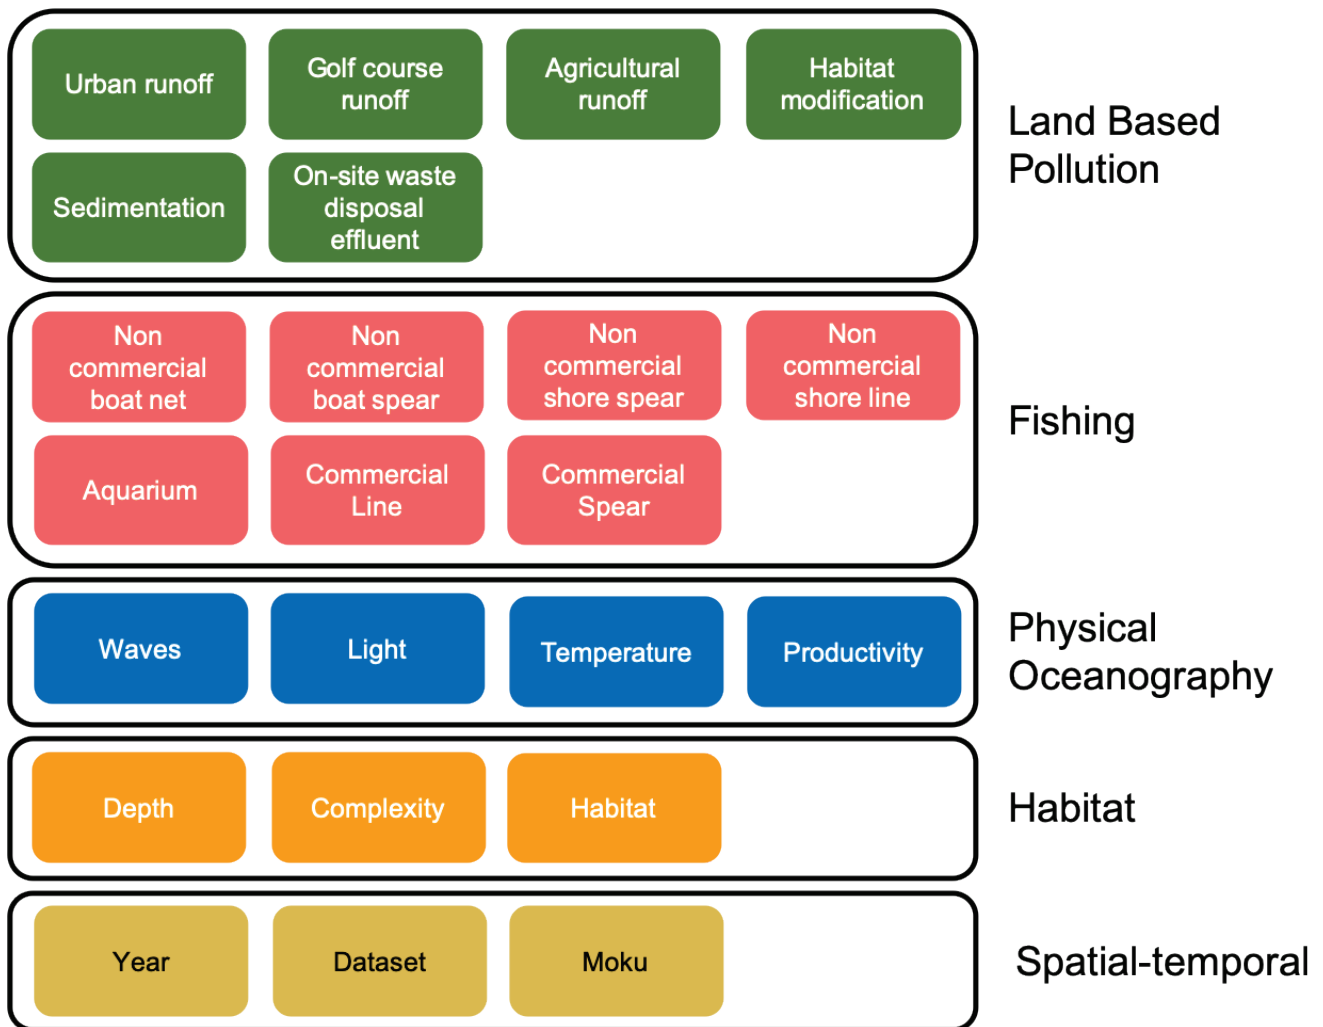 Urban runoff
Golf course
runoff
Agricultural
runoff
Habitat
modification
Sedimentation
On-site waste
disposal
effluent
Land Based
Pollution
Non
commercial
boat net
Non
commercial
boat spear
Non
commercial
shore spear
Non
commercial
shore line
Aquarium
Commercial
Line
Commercial
Spear
Fishing
Waves
Light
Temperature
Productivity
Physical
Oceanography
Depth
Complexity
Habitat
Habitat
Year
Dataset
Moku
Spatial-temporal